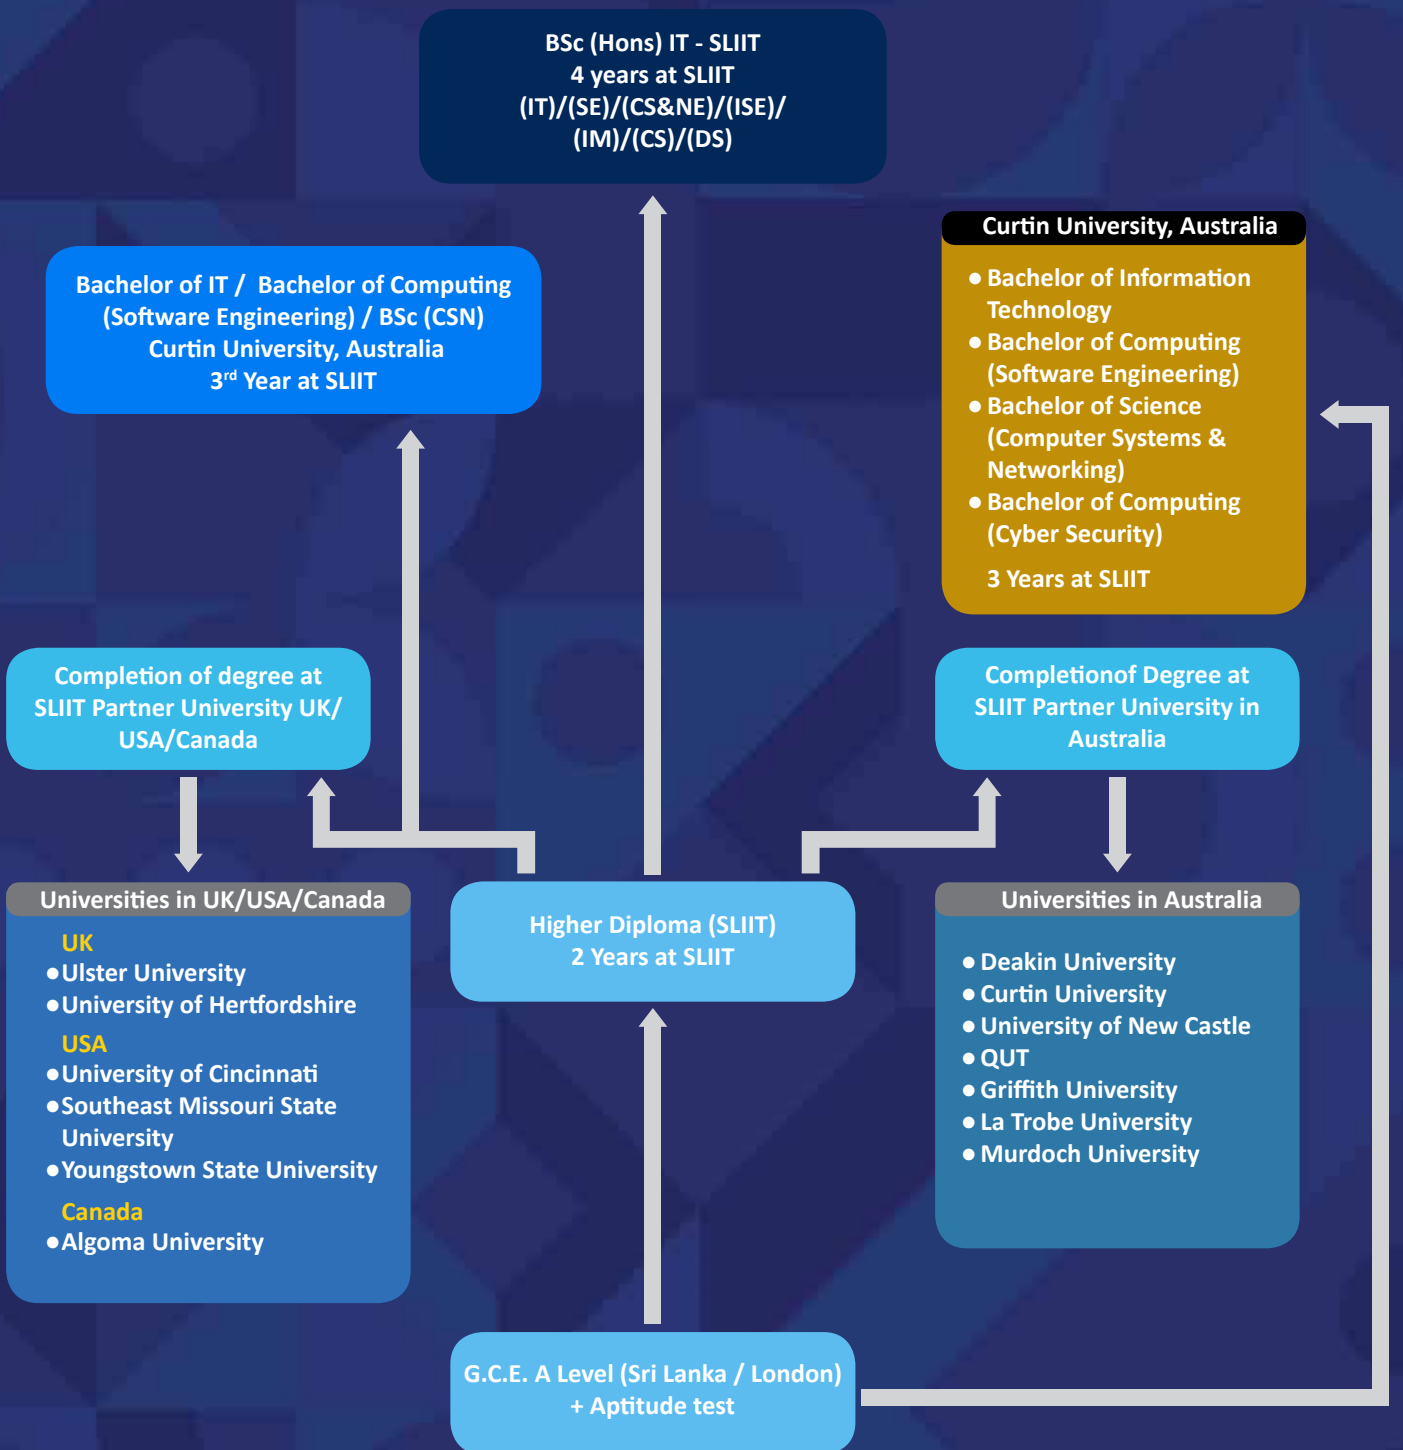 BSc (Hons) IT - SLIIT
4 years at SLIIT
(IT)/(SE)/(CS&NE)/(ISE)/
(IM)/(CS)/(DS)
Bachelor of IT / Bachelor of Computing
(Software Engineering) / BSc (CSN)
Curtin University, Australia
3rd Year at SLIIT
Curtin University, Australia
● Bachelor of Information
Technology
● Bachelor of Computing
(Software Engineering)
● Bachelor of Science
(Computer Systems &
Networking)
● Bachelor of Computing
(Cyber Security)
3 Years at SLIIT
Completion of degree at
SLIIT Partner University UK/
USA/Canada
Completionof Degree at
SLIIT Partner University in
Australia
Universities in UK/USA/Canada
UK
● Ulster University
● University of Hertfordshire
USA
● University of Cincinnati
● Southeast Missouri State
University
● Youngstown State University
Canada
● Algoma University
Higher Diploma (SLIIT)
2 Years at SLIIT
Universities in Australia
● Deakin University
● Curtin University
● University of New Castle
● QUT
● Griffith University
● La Trobe University
● Murdoch University
G.C.E. A Level (Sri Lanka / London)
+ Aptitude test